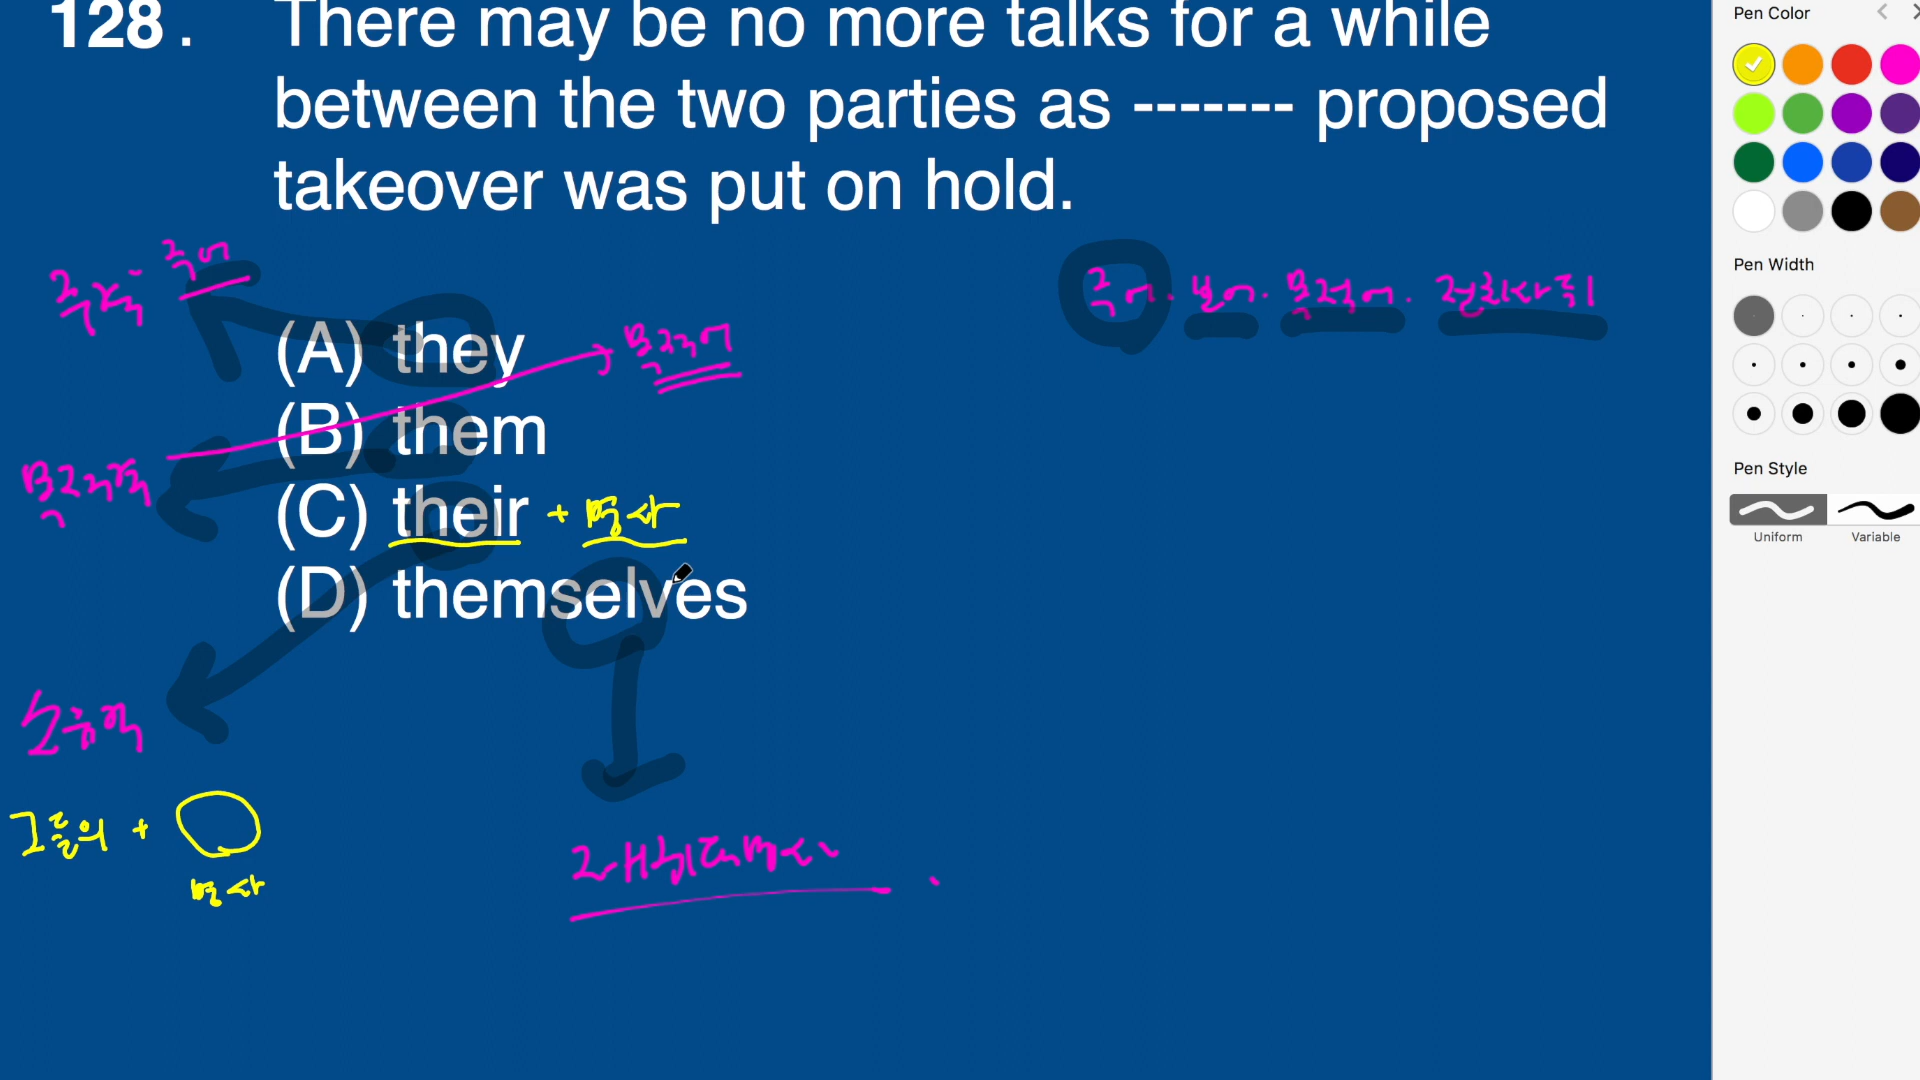 128. There may be no more talks for a while
between the two parties as ------- proposed
takeover was put on hold.
주격 - 주어
주어 . 보어 . 목적어 . 전치사 뒤
(A) they
목적어
(B) them
목적격
(C) their + 명사
(D) themselves
소유격
그들의 +
명사
재귀대명사 .
Pen Color
Pen Width
Pen Style
Uniform Variable